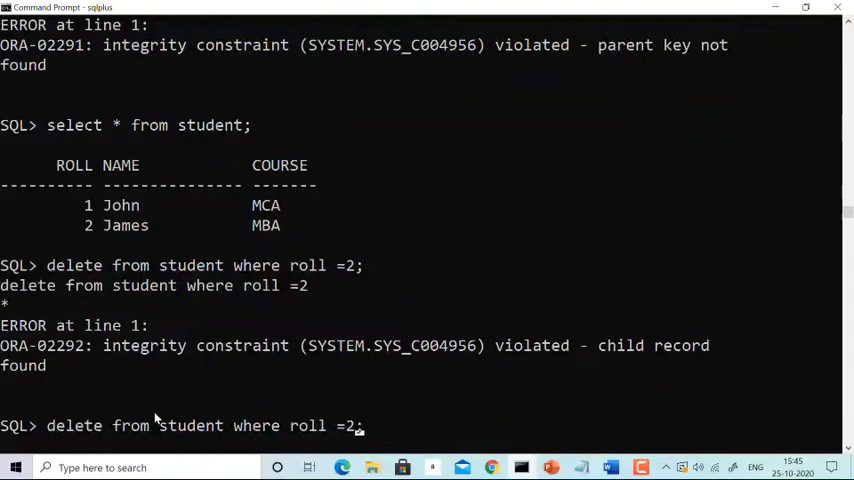 Command Prompt - sqlplus
ERROR at line 1:
ORA-02291: integrity constraint (SYSTEM.SYS_C004956) violated - parent key not
found
SQL> select * from student;
ROLL NAME COURSE
---------- --------------- -------
1 John MCA
2 James MBA
SQL> delete from student where roll =2;
delete from student where roll =2
*
ERROR at line 1:
ORA-02292: integrity constraint (SYSTEM.SYS_C004956) violated - child record
found
SQL> delete from student where roll =2;
Type here to search
a
ENG
15:45
25-10-2020